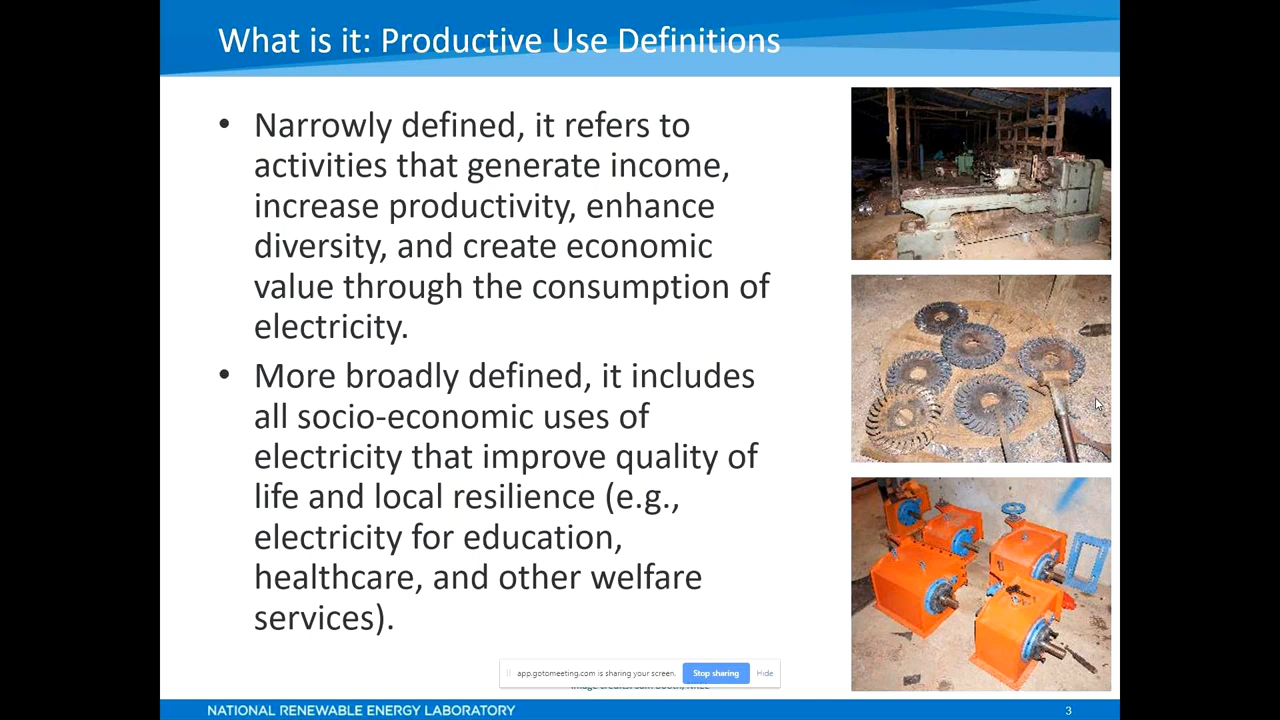 What is it: Productive Use Definitions
• Narrowly defined, it refers to
activities that generate income,
increase productivity, enhance
diversity, and create economic
value through the consumption of
electricity.
• More broadly defined, it includes
all socio-economic uses of
electricity that improve quality of
life and local resilience (e.g.,
electricity for education,
healthcare, and other welfare
services).
app.gotomeeting.com is sharing your screen. Stop sharing Hide
NATIONAL RENEWABLE ENERGY LABORATORY 3